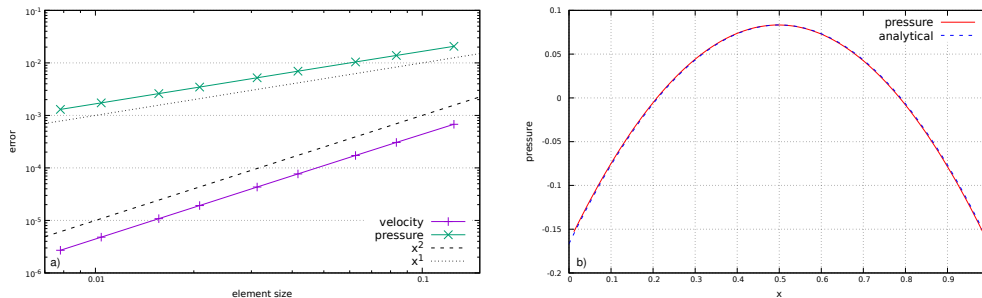 10^-1
10^-2
10^-3
10^-4
10^-5
10^-6
error
0.01
0.1
element size
a)
velocity
pressure
x^2
x^1
0.1
0.05
0
-0.05
-0.1
-0.15
-0.2
pressure
0
0.1
0.2
0.3
0.4
0.5
0.6
0.7
0.8
0.9
x
b)
pressure
analytical